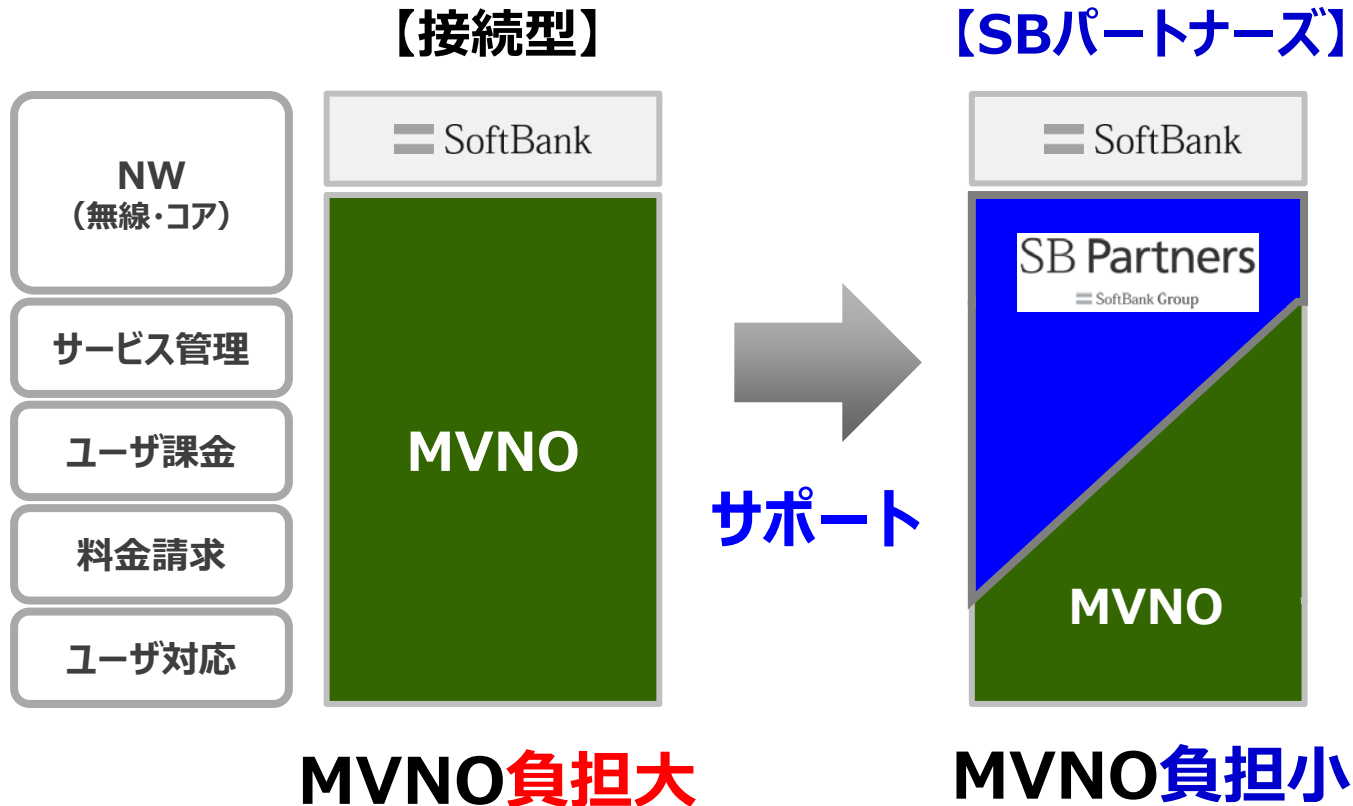 【接続型】
【SBパートナーズ】
NW
（無線・コア）
サービス管理
ユーザ課金
料金請求
ユーザ対応
SoftBank
MVNO
サポート
SoftBank
SB Partners
SoftBank Group
MVNO
MVNO負担大
MVNO負担小